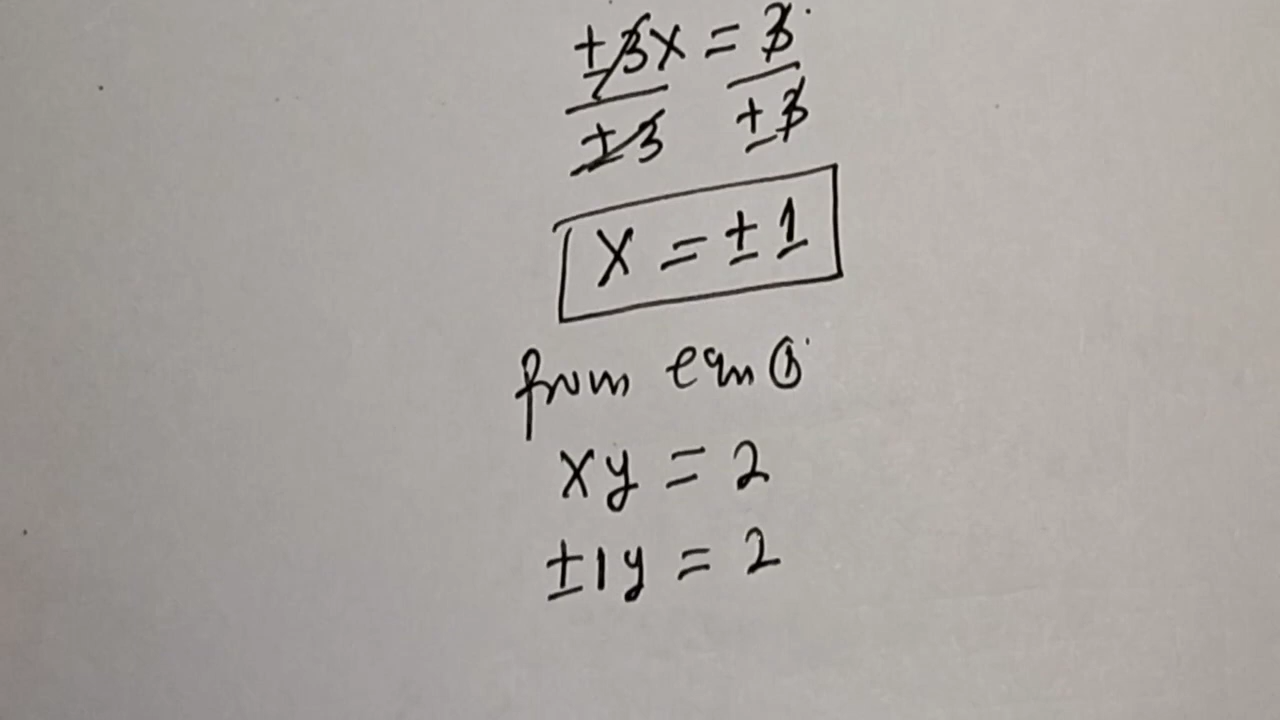 ±3x = 3
±3 ±3
x = ±1
from eqn ①
xy = 2
±1y = 2